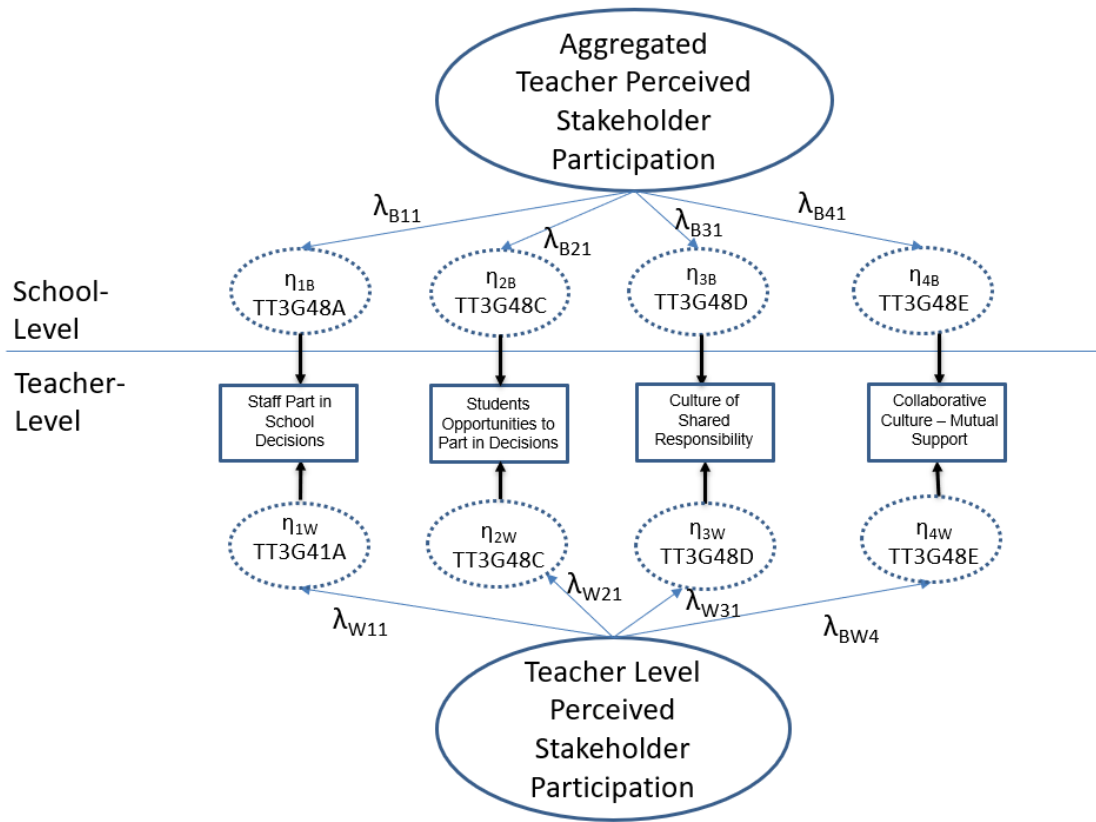 Aggregated
Teacher Perceived
Stakeholder
Participation
λB11
λB21
λB31
λB41
School-
Level
η1B
TT3G48A
η2B
TT3G48C
η3B
TT3G48D
η4B
TT3G48E
Teacher-
Level
Staff Part in
School
Decisions
Students
Opportunities to
Part in Decisions
Culture of
Shared
Responsibility
Collaborative
Culture – Mutual
Support
η1W
TT3G41A
η2W
TT3G48C
η3W
TT3G48D
η4W
TT3G48E
λW11
λW21
λW31
λBW4
Teacher Level
Perceived
Stakeholder
Participation